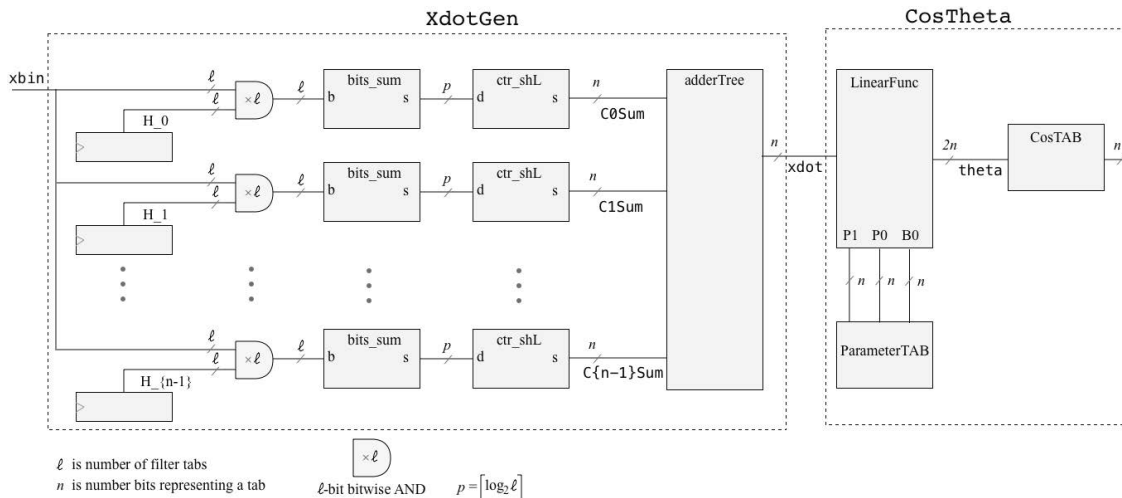 XdotGen
CosTheta
xbin
ℓ
ℓ
×ℓ
ℓ
bits_sum
b
s
p
ctr_shL
d
s
n
C0Sum
H_0
adderTree
n
xdot
LinearFunc
P1 P0 B0
2n
theta
CosTAB
n
ℓ
ℓ
×ℓ
ℓ
bits_sum
b
s
p
ctr_shL
d
s
n
C1Sum
H_1
n
n
n
ParameterTAB
ℓ
ℓ
×ℓ
ℓ
bits_sum
b
s
p
ctr_shL
d
s
n
C{n-1}Sum
H_{n-1}
ℓ is number of filter tabs
n is number bits representing a tab
×ℓ
ℓ-bit bitwise AND
p = ⌈log₂ ℓ⌉